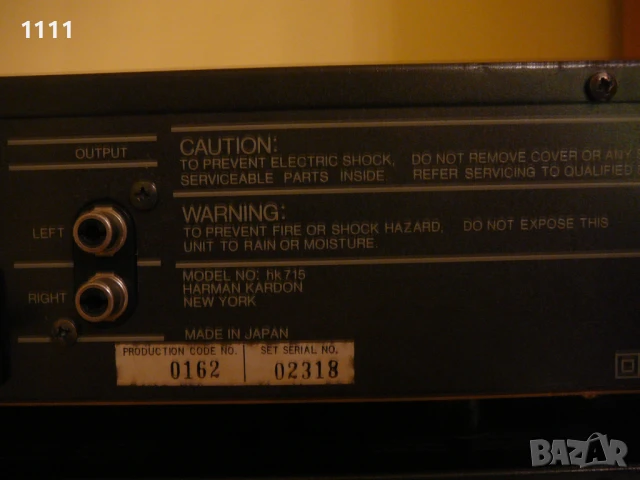 1111
OUTPUT
CAUTION:
TO PREVENT ELECTRIC SHOCK, DO NOT REMOVE COVER OR ANY
SERVICEABLE PARTS INSIDE. REFER SERVICING TO QUALIFIED
LEFT
WARNING:
TO PREVENT FIRE OR SHOCK HAZARD, DO NOT EXPOSE THIS
UNIT TO RAIN OR MOISTURE.
RIGHT
MODEL NO: hk715
HARMAN KARDON
NEW YORK
MADE IN JAPAN
PRODUCTION CODE NO. SET SERIAL NO.
0162 02318
BAZAR